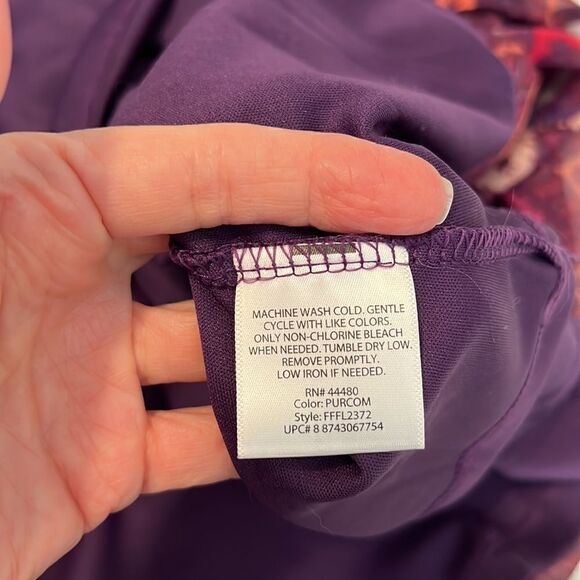 MACHINE WASH COLD. GENTLE
CYCLE WITH LIKE COLORS.
ONLY NON-CHLORINE BLEACH
WHEN NEEDED. TUMBLE DRY LOW.
REMOVE PROMPTLY.
LOW IRON IF NEEDED.
RN# 44480
Color: PURCOM
Style: FFFL2372
UPC# 8 8743067754